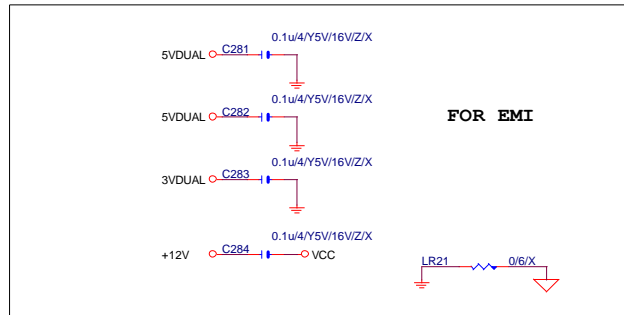 0.1u/4/Y5V/16V/Z/X
5VDUAL C281
0.1u/4/Y5V/16V/Z/X
5VDUAL C282
FOR EMI
0.1u/4/Y5V/16V/Z/X
3VDUAL C283
0.1u/4/Y5V/16V/Z/X
+12V C284 VCC
LR21 0/6/X